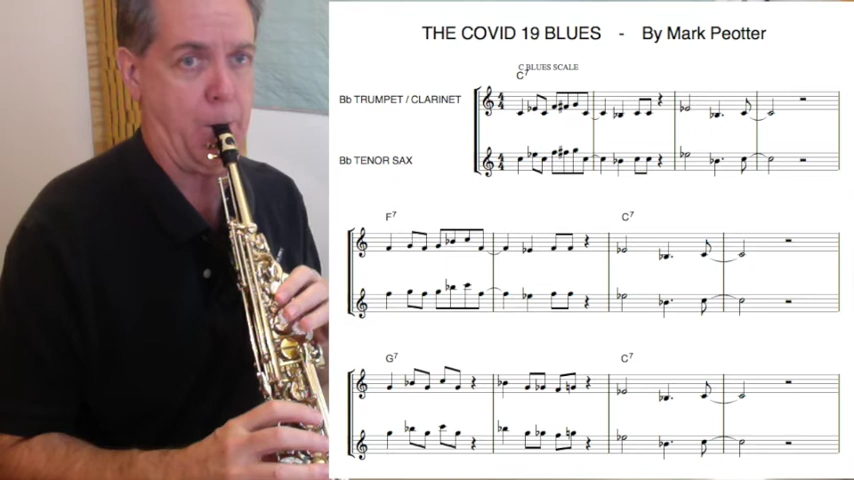 THE COVID 19 BLUES - By Mark Peotter
C BLUES SCALE
C7
Bb TRUMPET / CLARINET
Bb TENOR SAX
F7 C7
G7 C7